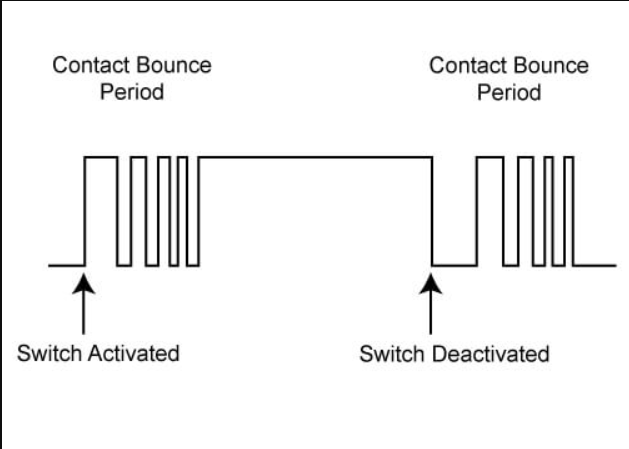 Contact Bounce
Period
Contact Bounce
Period
Switch Activated
Switch Deactivated